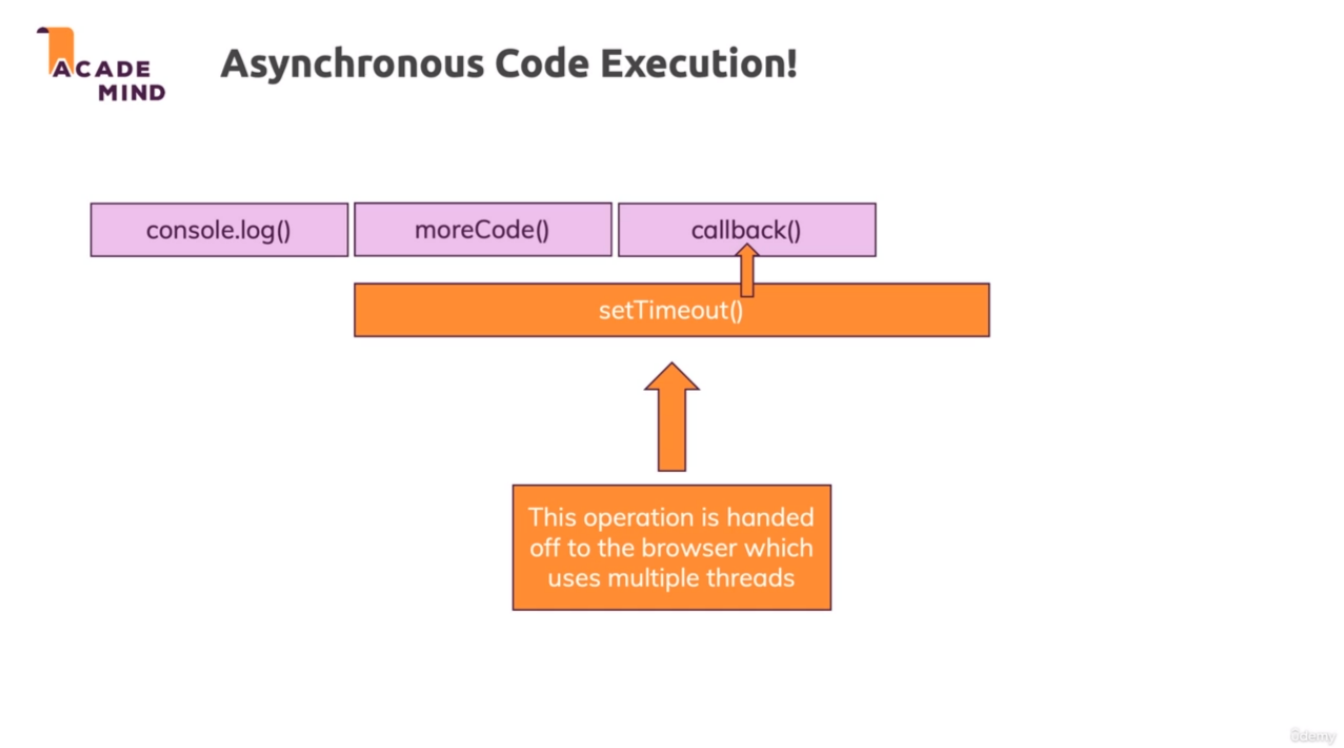 ACADE
MIND
Asynchronous Code Execution!
console.log()
moreCode()
callback()
setTimeout()
This operation is handed
off to the browser which
uses multiple threads
ûdemy